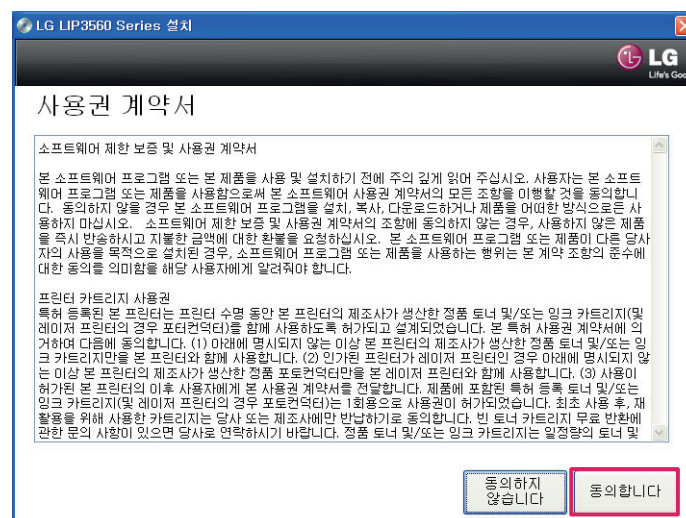 LG LIP3560 Series 설치
LG
Life's Goo
사용권 계약서
소프트웨어 제한 보증 및 사용권 계약서
본 소프트웨어 프로그램 또는 본 제품을 사용 및 설치하기 전에 주의 깊게 읽어 주십시오. 사용자는 본 소프트
웨어 프로그램 또는 제품을 사용함으로써 본 소프트웨어 사용권 계약서의 모든 조항을 이행할 것을 동의합니
다. 동의하지 않을 경우 본 소프트웨어 프로그램을 설치, 복사, 다운로드하거나 제품을 어떠한 방식으로든 사
용하지 마십시오. 소프트웨어 제한 보증 및 사용권 계약서의 조항에 동의하지 않는 경우, 사용하지 않은 제품
을 즉시 반송하시고 지불한 금액에 대한 환불을 요청하십시오. 본 소프트웨어 프로그램 또는 제품이 다른 당사
자의 사용을 목적으로 설치된 경우, 소프트웨어 프로그램 또는 제품을 사용하는 행위는 본 계약 조항의 준수에
대한 동의를 의미함을 해당 사용자에게 알려줘야 합니다.
프린터 카트리지 사용권
특허 등록된 본 프린터는 프린터 수명 동안 본 프린터의 제조사가 생산한 정품 토너 및/또는 잉크 카트리지(및
레이저 프린터의 경우 포터컨덕터)를 함께 사용하도록 허가되고 설계되었습니다. 본 특허 사용권 계약서에 의
거하여 다음에 동의합니다. (1) 아래에 명시되지 않는 이상 본 프린터의 제조사가 생산한 정품 토너 및/또는 잉
크 카트리지만을 본 프린터와 함께 사용합니다. (2) 인가된 프린터가 레이저 프린터인 경우 아래에 명시되지 않
는 이상 본 프린터의 제조사가 생산한 정품 포토컨덕터만을 본 레이저 프린터와 함께 사용합니다. (3) 사용이
허가된 본 프린터의 이후 사용자에게 본 사용권 계약서를 전달합니다. 제품에 포함된 특허 등록 토너 및/또는
잉크 카트리지(및 레이저 프린터의 경우 포토컨덕터)는 1회용으로 사용권이 허가되었습니다. 최초 사용 후, 재
활용을 위해 사용한 카트리지는 당사 또는 제조사에만 반납하기로 동의합니다. 빈 토너 카트리지 무료 반환에
관한 문의 사항이 있으면 당사로 연락하시기 바랍니다. 정품 토너 및/또는 잉크 카트리지는 일정량의 토너 및
동의하지
않습니다
동의합니다